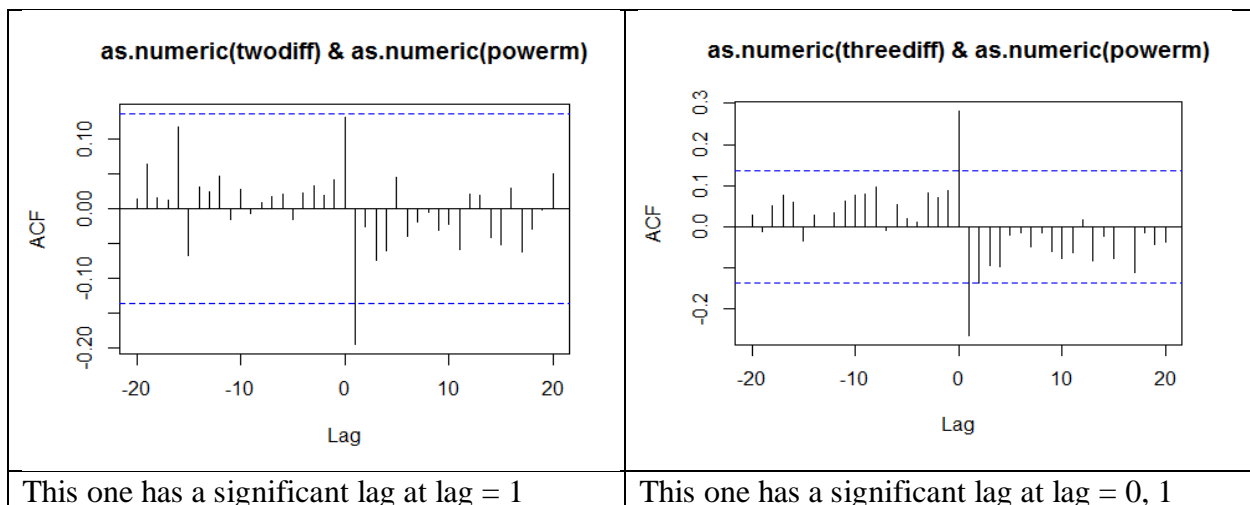 as.numeric(twodiff) & as.numeric(powerm)
ACF
0.10
0.00
-0.10
-0.20
-20
-10
0
10
20
Lag
This one has a significant lag at lag = 1
as.numeric(threediff) & as.numeric(powerm)
ACF
0.3
0.2
0.1
0.0
-0.2
-20
-10
0
10
20
Lag
This one has a significant lag at lag = 0, 1